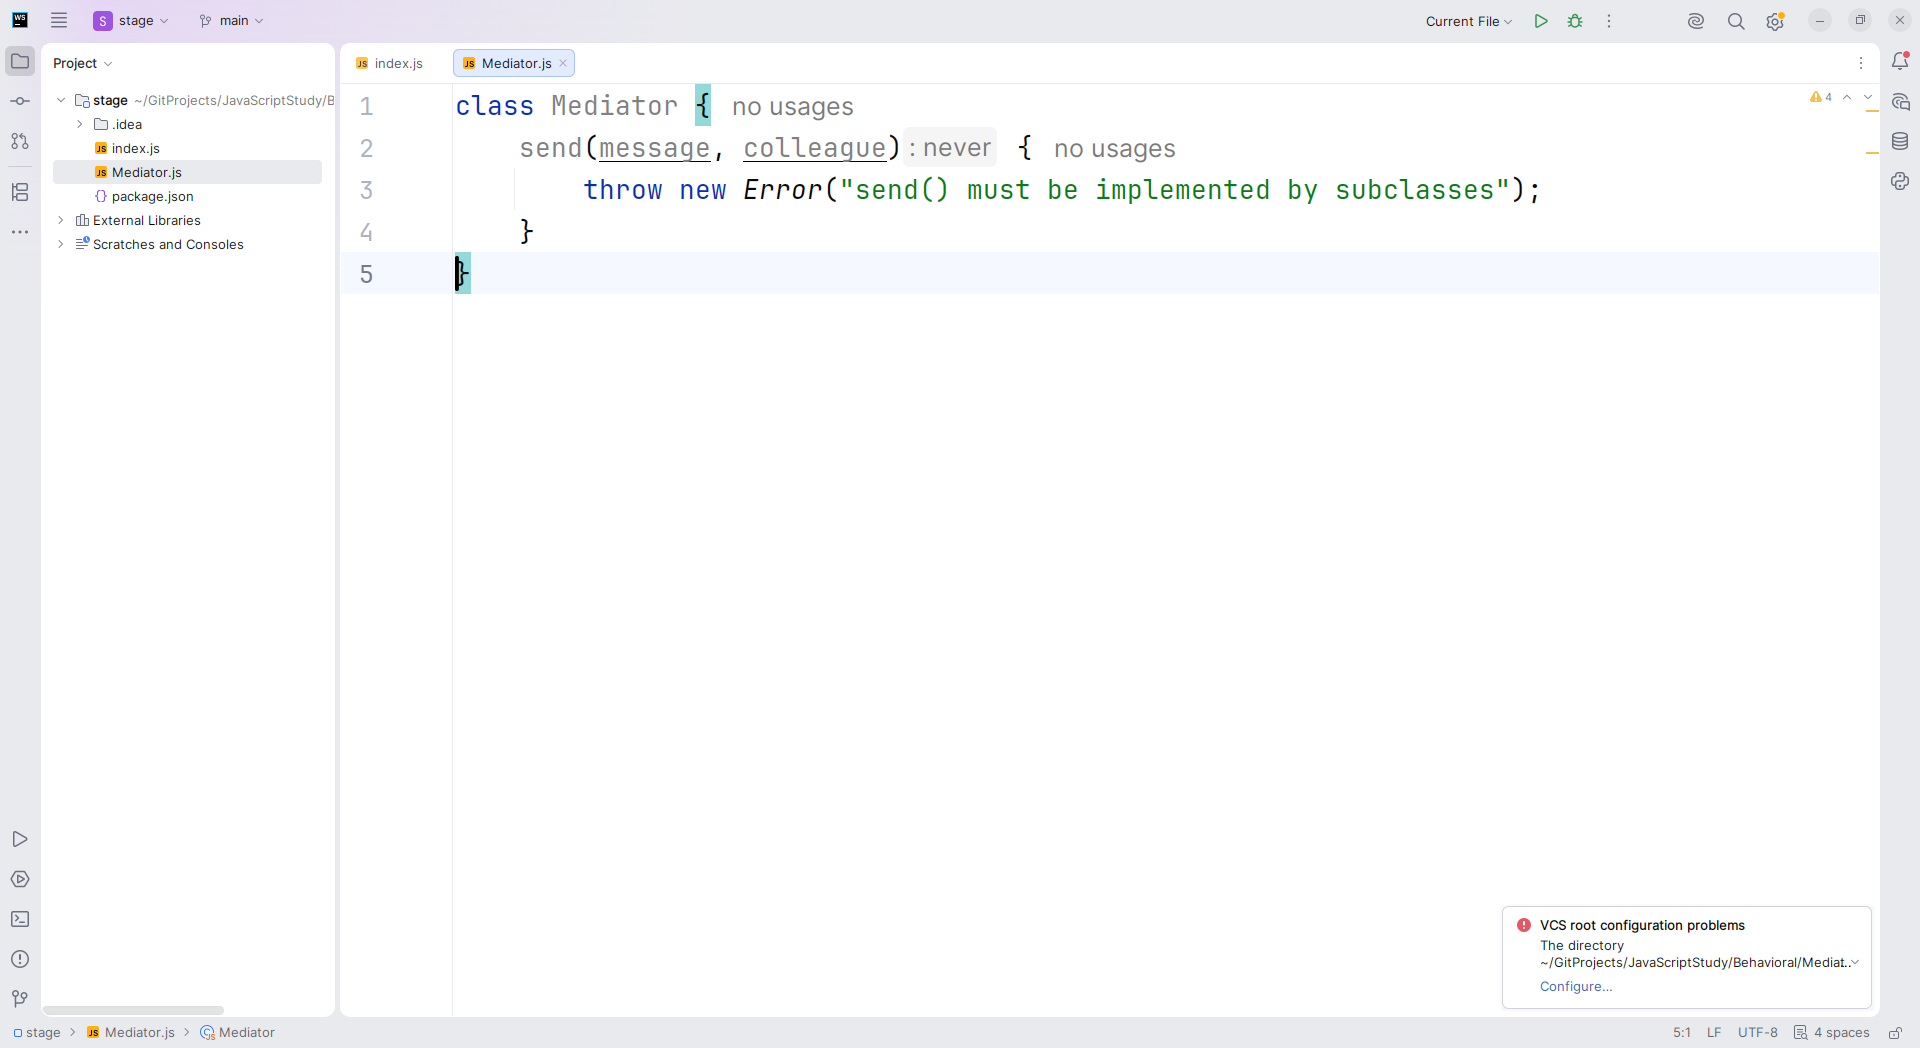 WS
S stage main
Current File
Project
index.js
Mediator.js
stage ~/GitProjects/JavaScriptStudy/B
.idea
index.js
Mediator.js
package.json
External Libraries
Scratches and Consoles
4
1 class Mediator { no usages
2 send(message, colleague) : never { no usages
3 throw new Error("send() must be implemented by subclasses");
4 }
5 }
VCS root configuration problems
The directory
~/GitProjects/JavaScriptStudy/Behavioral/Mediat...
Configure...
stage Mediator.js Mediator
5:1 LF UTF-8 4 spaces